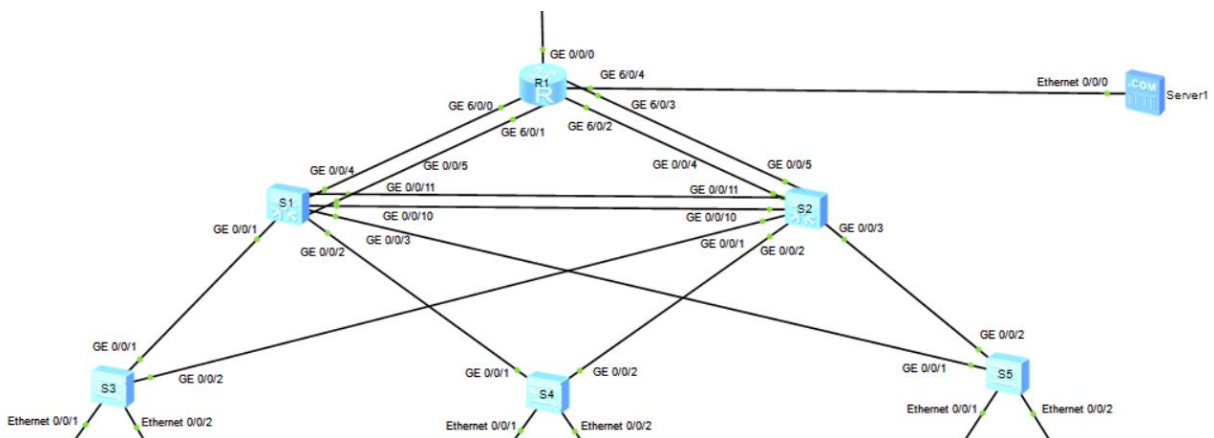 GE 0/0/0
R1
R
GE 6/0/4
Ethernet 0/0/0
.COM
Server1
GE 6/0/0
GE 6/0/3
GE 6/0/1
GE 6/0/2
GE 0/0/4
GE 0/0/5
GE 0/0/4
GE 0/0/5
S1
GE 0/0/11
GE 0/0/11
S2
GE 0/0/10
GE 0/0/10
GE 0/0/1
GE 0/0/2
GE 0/0/3
GE 0/0/1
GE 0/0/2
GE 0/0/3
GE 0/0/1
GE 0/0/2
S3
GE 0/0/1
GE 0/0/2
S4
GE 0/0/2
GE 0/0/1
S5
Ethernet 0/0/1
Ethernet 0/0/2
Ethernet 0/0/1
Ethernet 0/0/2
Ethernet 0/0/1
Ethernet 0/0/2